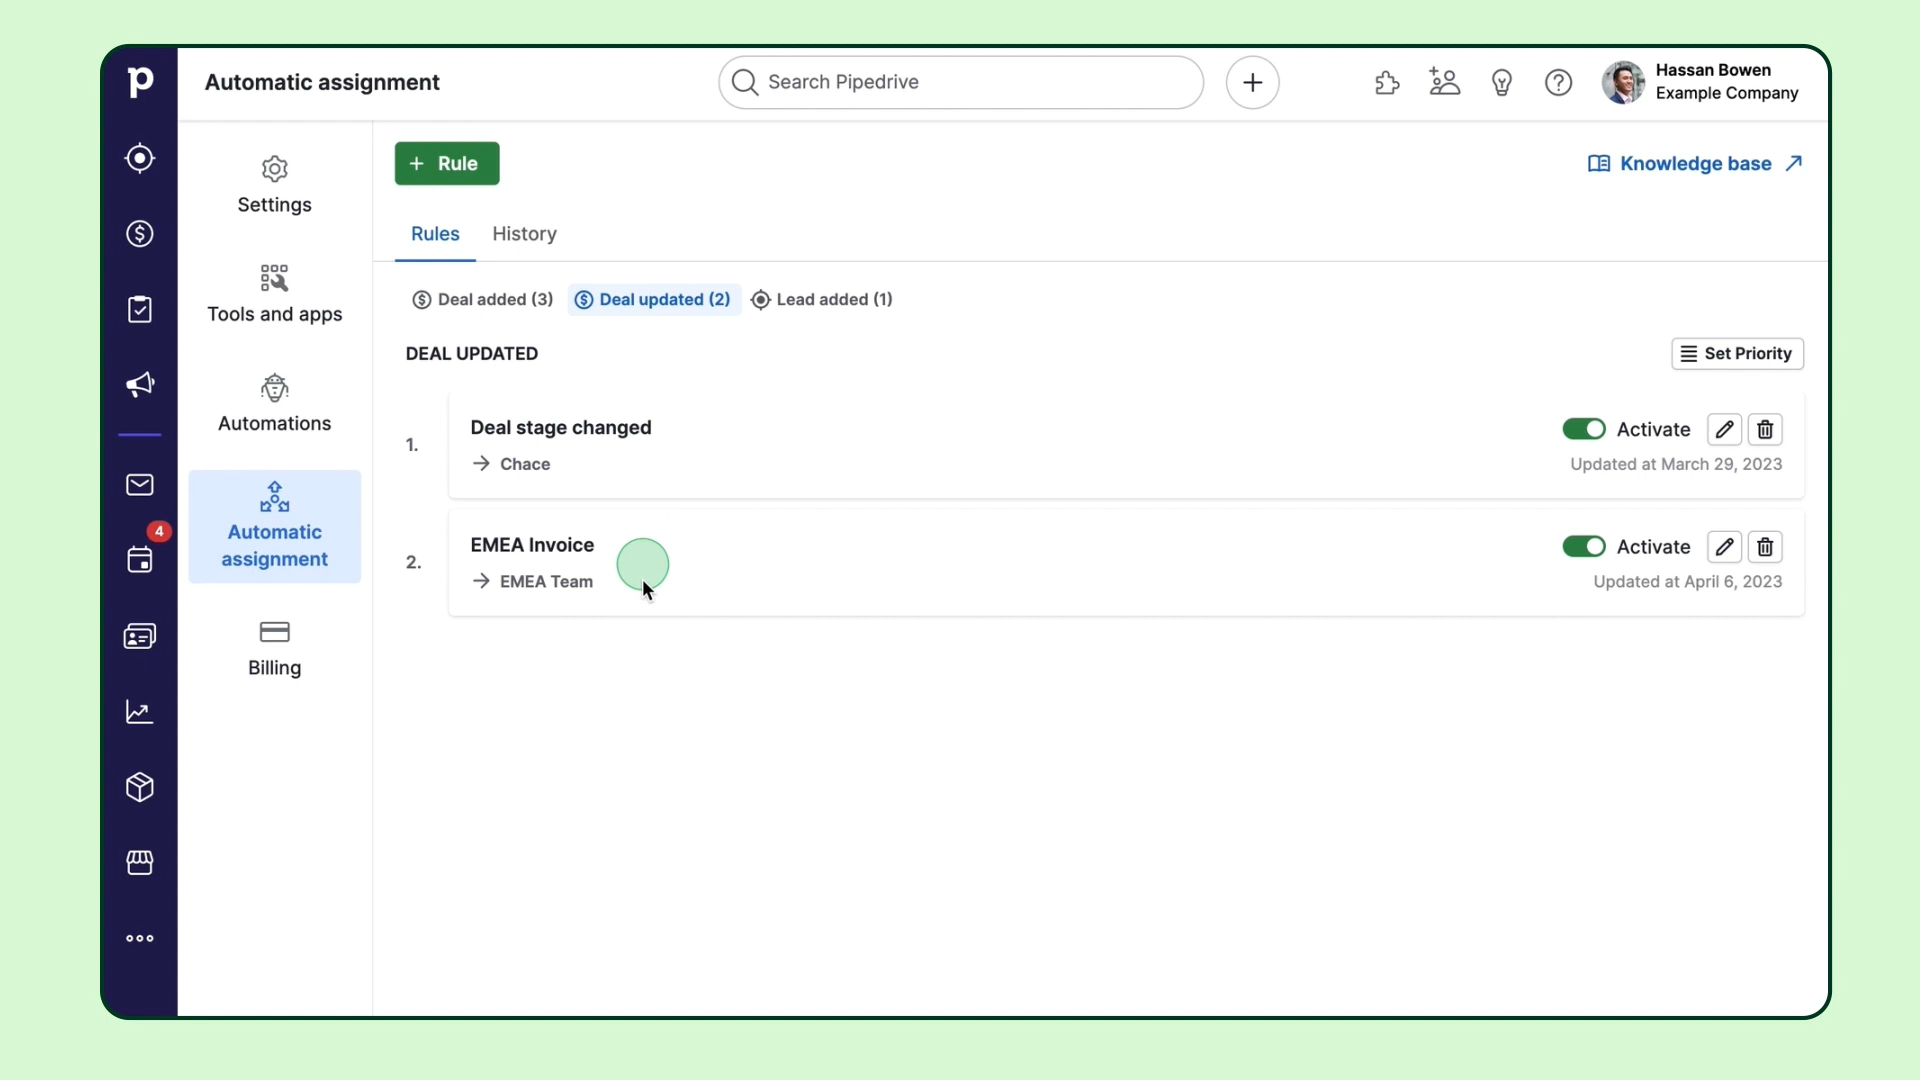 p
Automatic assignment
Search Pipedrive
Hassan Bowen
Example Company
Settings
Tools and apps
Automations
Automatic
assignment
Billing
4
+ Rule
Knowledge base
Rules
History
Deal added (3)
Deal updated (2)
Lead added (1)
DEAL UPDATED
Set Priority
1.
Deal stage changed
→ Chace
Activate
Updated at March 29, 2023
2.
EMEA Invoice
→ EMEA Team
Activate
Updated at April 6, 2023